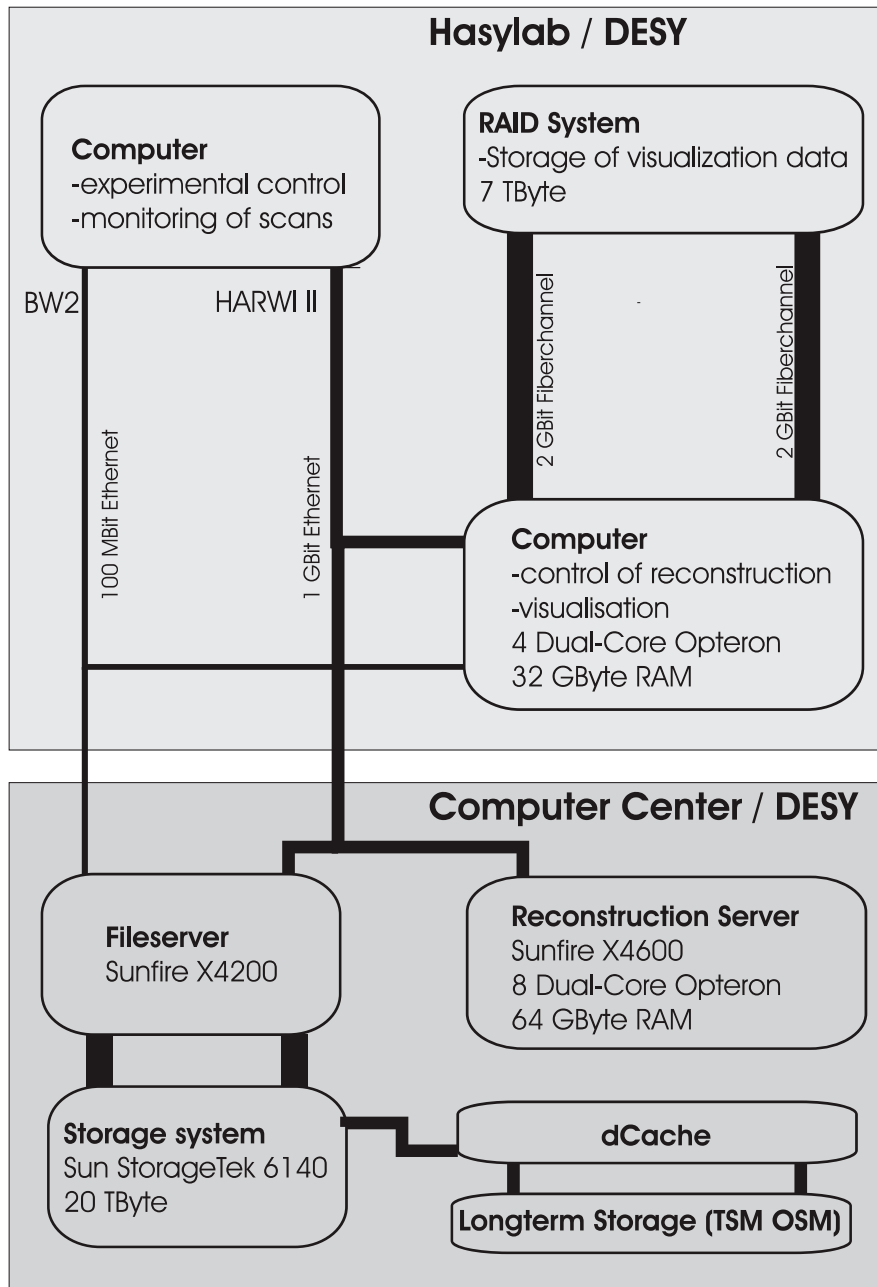 Hasylab / DESY
Computer
-experimental control
-monitoring of scans
RAID System
-Storage of visualization data
7 TByte
BW2
HARWI II
100 MBit Ethernet
1 GBit Ethernet
2 GBit Fiberchannel
2 GBit Fiberchannel
Computer
-control of reconstruction
-visualisation
4 Dual-Core Opteron
32 GByte RAM
Computer Center / DESY
Fileserver
Sunfire X4200
Reconstruction Server
Sunfire X4600
8 Dual-Core Opteron
64 GByte RAM
Storage system
Sun StorageTek 6140
20 TByte
dCache
Longterm Storage (TSM OSM)